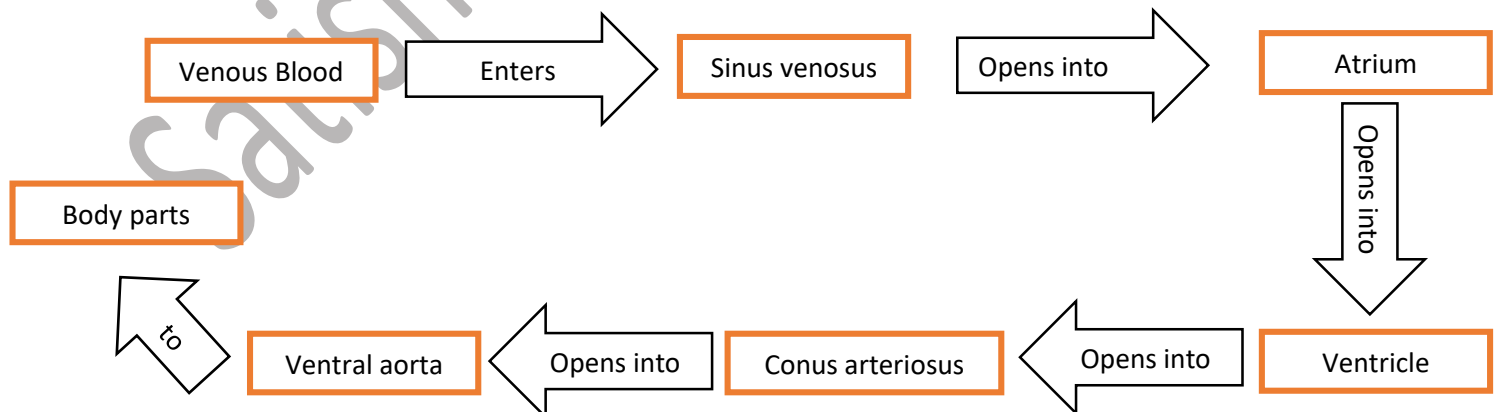 Venous Blood
Enters
Sinus venosus
Opens into
Atrium
Opens into
Ventricle
Opens into
Conus arteriosus
Opens into
Ventral aorta
to
Body parts
Satish